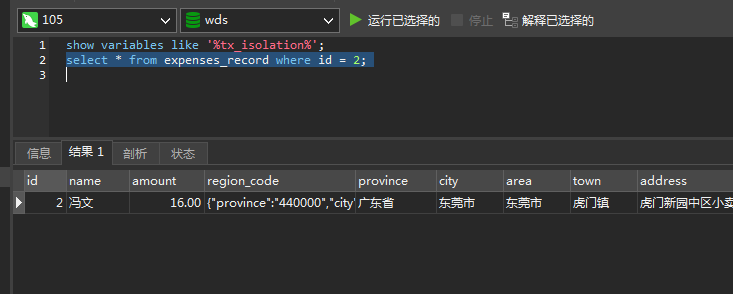 105 wds 运行已选择的 停止 解释已选择的
1 show variables like '%tx_isolation%';
2 select * from expenses_record where id = 2;
3
信息 结果 1 剖析 状态
id name amount region_code province city area town address
2 冯文 16.00 {"province":"440000","city" 广东省 东莞市 东莞市 虎门镇 虎门新园中区小卖